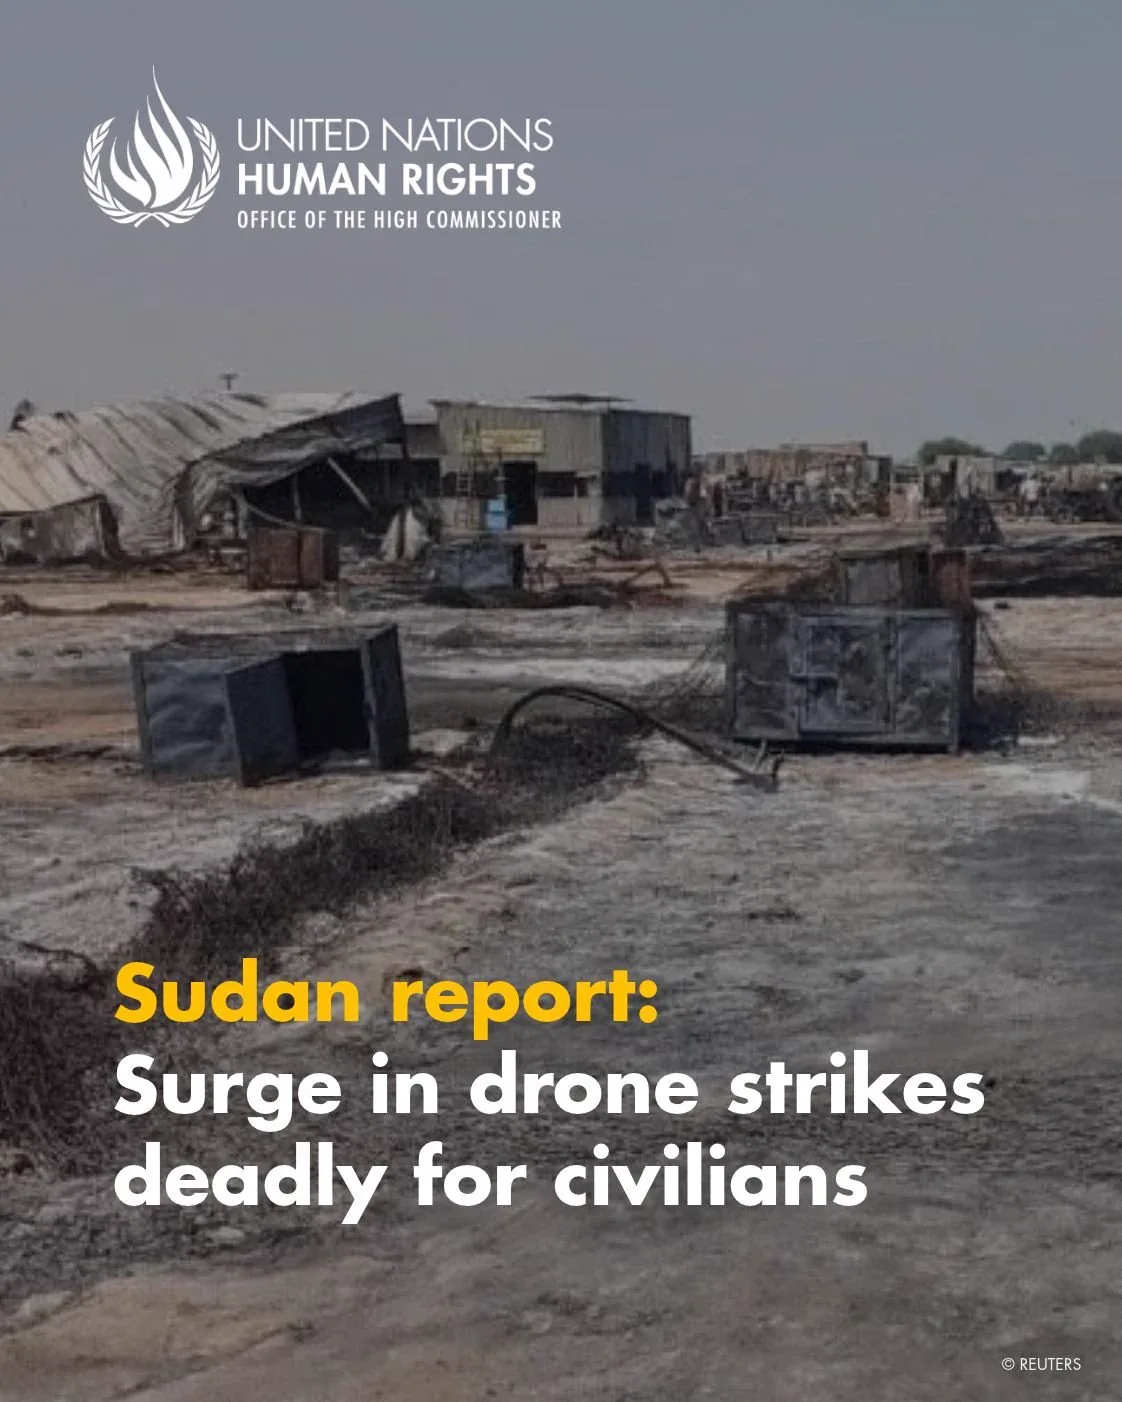 UNITED NATIONS
HUMAN RIGHTS
OFFICE OF THE HIGH COMMISSIONER
Sudan report:
Surge in drone strikes
deadly for civilians
© REUTERS